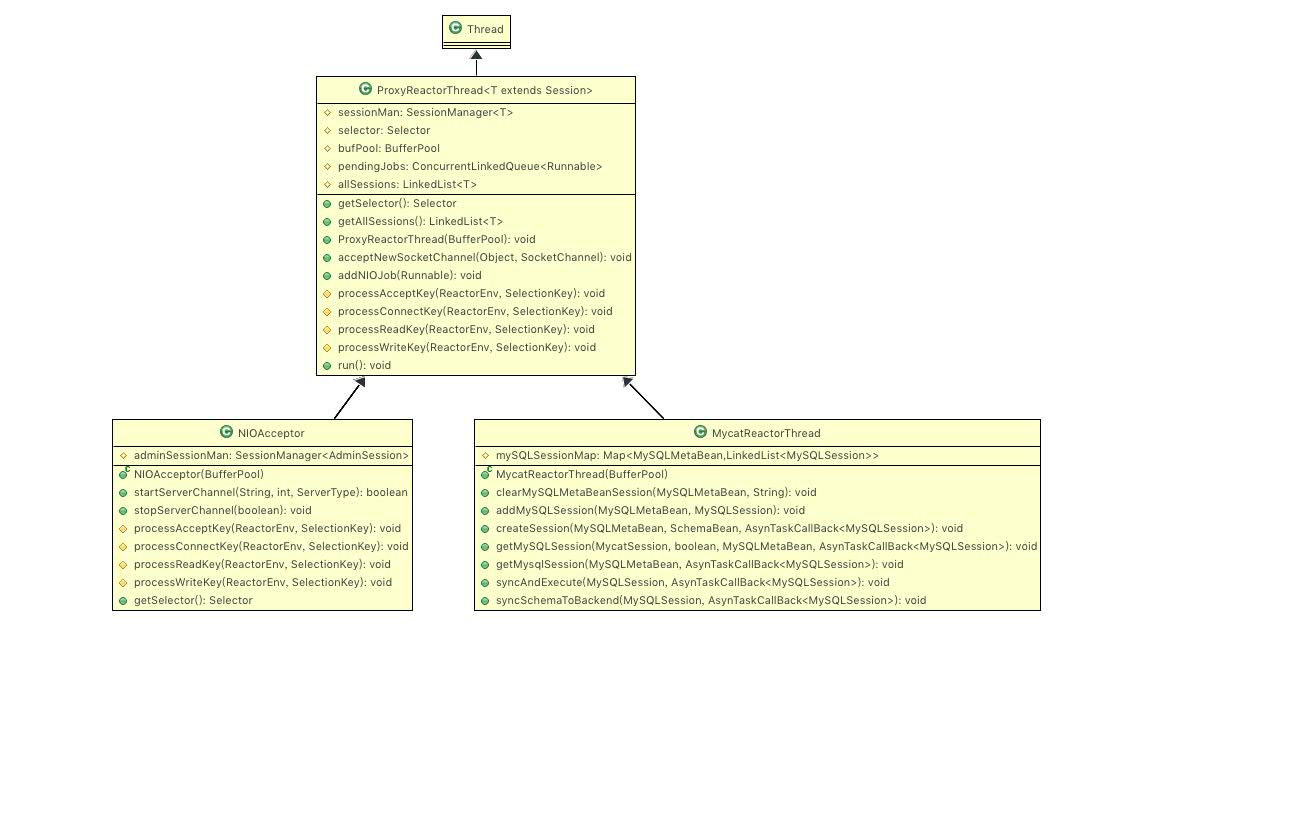 C Thread
C ProxyReactorThread<T extends Session>
sessionMan: SessionManager<T>
selector: Selector
bufPool: BufferPool
pendingJobs: ConcurrentLinkedQueue<Runnable>
allSessions: LinkedList<T>
getSelector(): Selector
getAllSessions(): LinkedList<T>
ProxyReactorThread(BufferPool): void
acceptNewSocketChannel(Object, SocketChannel): void
addNIOJob(Runnable): void
processAcceptKey(ReactorEnv, SelectionKey): void
processConnectKey(ReactorEnv, SelectionKey): void
processReadKey(ReactorEnv, SelectionKey): void
processWriteKey(ReactorEnv, SelectionKey): void
run(): void
C NIOAcceptor
adminSessionMan: SessionManager<AdminSession>
C NIOAcceptor(BufferPool)
startServerChannel(String, int, ServerType): boolean
stopServerChannel(boolean): void
processAcceptKey(ReactorEnv, SelectionKey): void
processConnectKey(ReactorEnv, SelectionKey): void
processReadKey(ReactorEnv, SelectionKey): void
processWriteKey(ReactorEnv, SelectionKey): void
getSelector(): Selector
C MycatReactorThread
mySQLSessionMap: Map<MySQLMetaBean,LinkedList<MySQLSession>>
C MycatReactorThread(BufferPool)
clearMySQLMetaBeanSession(MySQLMetaBean, String): void
addMySQLSession(MySQLMetaBean, MySQLSession): void
createSession(MySQLMetaBean, SchemaBean, AsynTaskCallBack<MySQLSession>): void
getMySQLSession(MycatSession, boolean, MySQLMetaBean, AsynTaskCallBack<MySQLSession>): void
getMysqlSession(MySQLMetaBean, AsynTaskCallBack<MySQLSession>): void
syncAndExecute(MySQLSession, AsynTaskCallBack<MySQLSession>): void
syncSchemaToBackend(MySQLSession, AsynTaskCallBack<MySQLSession>): void